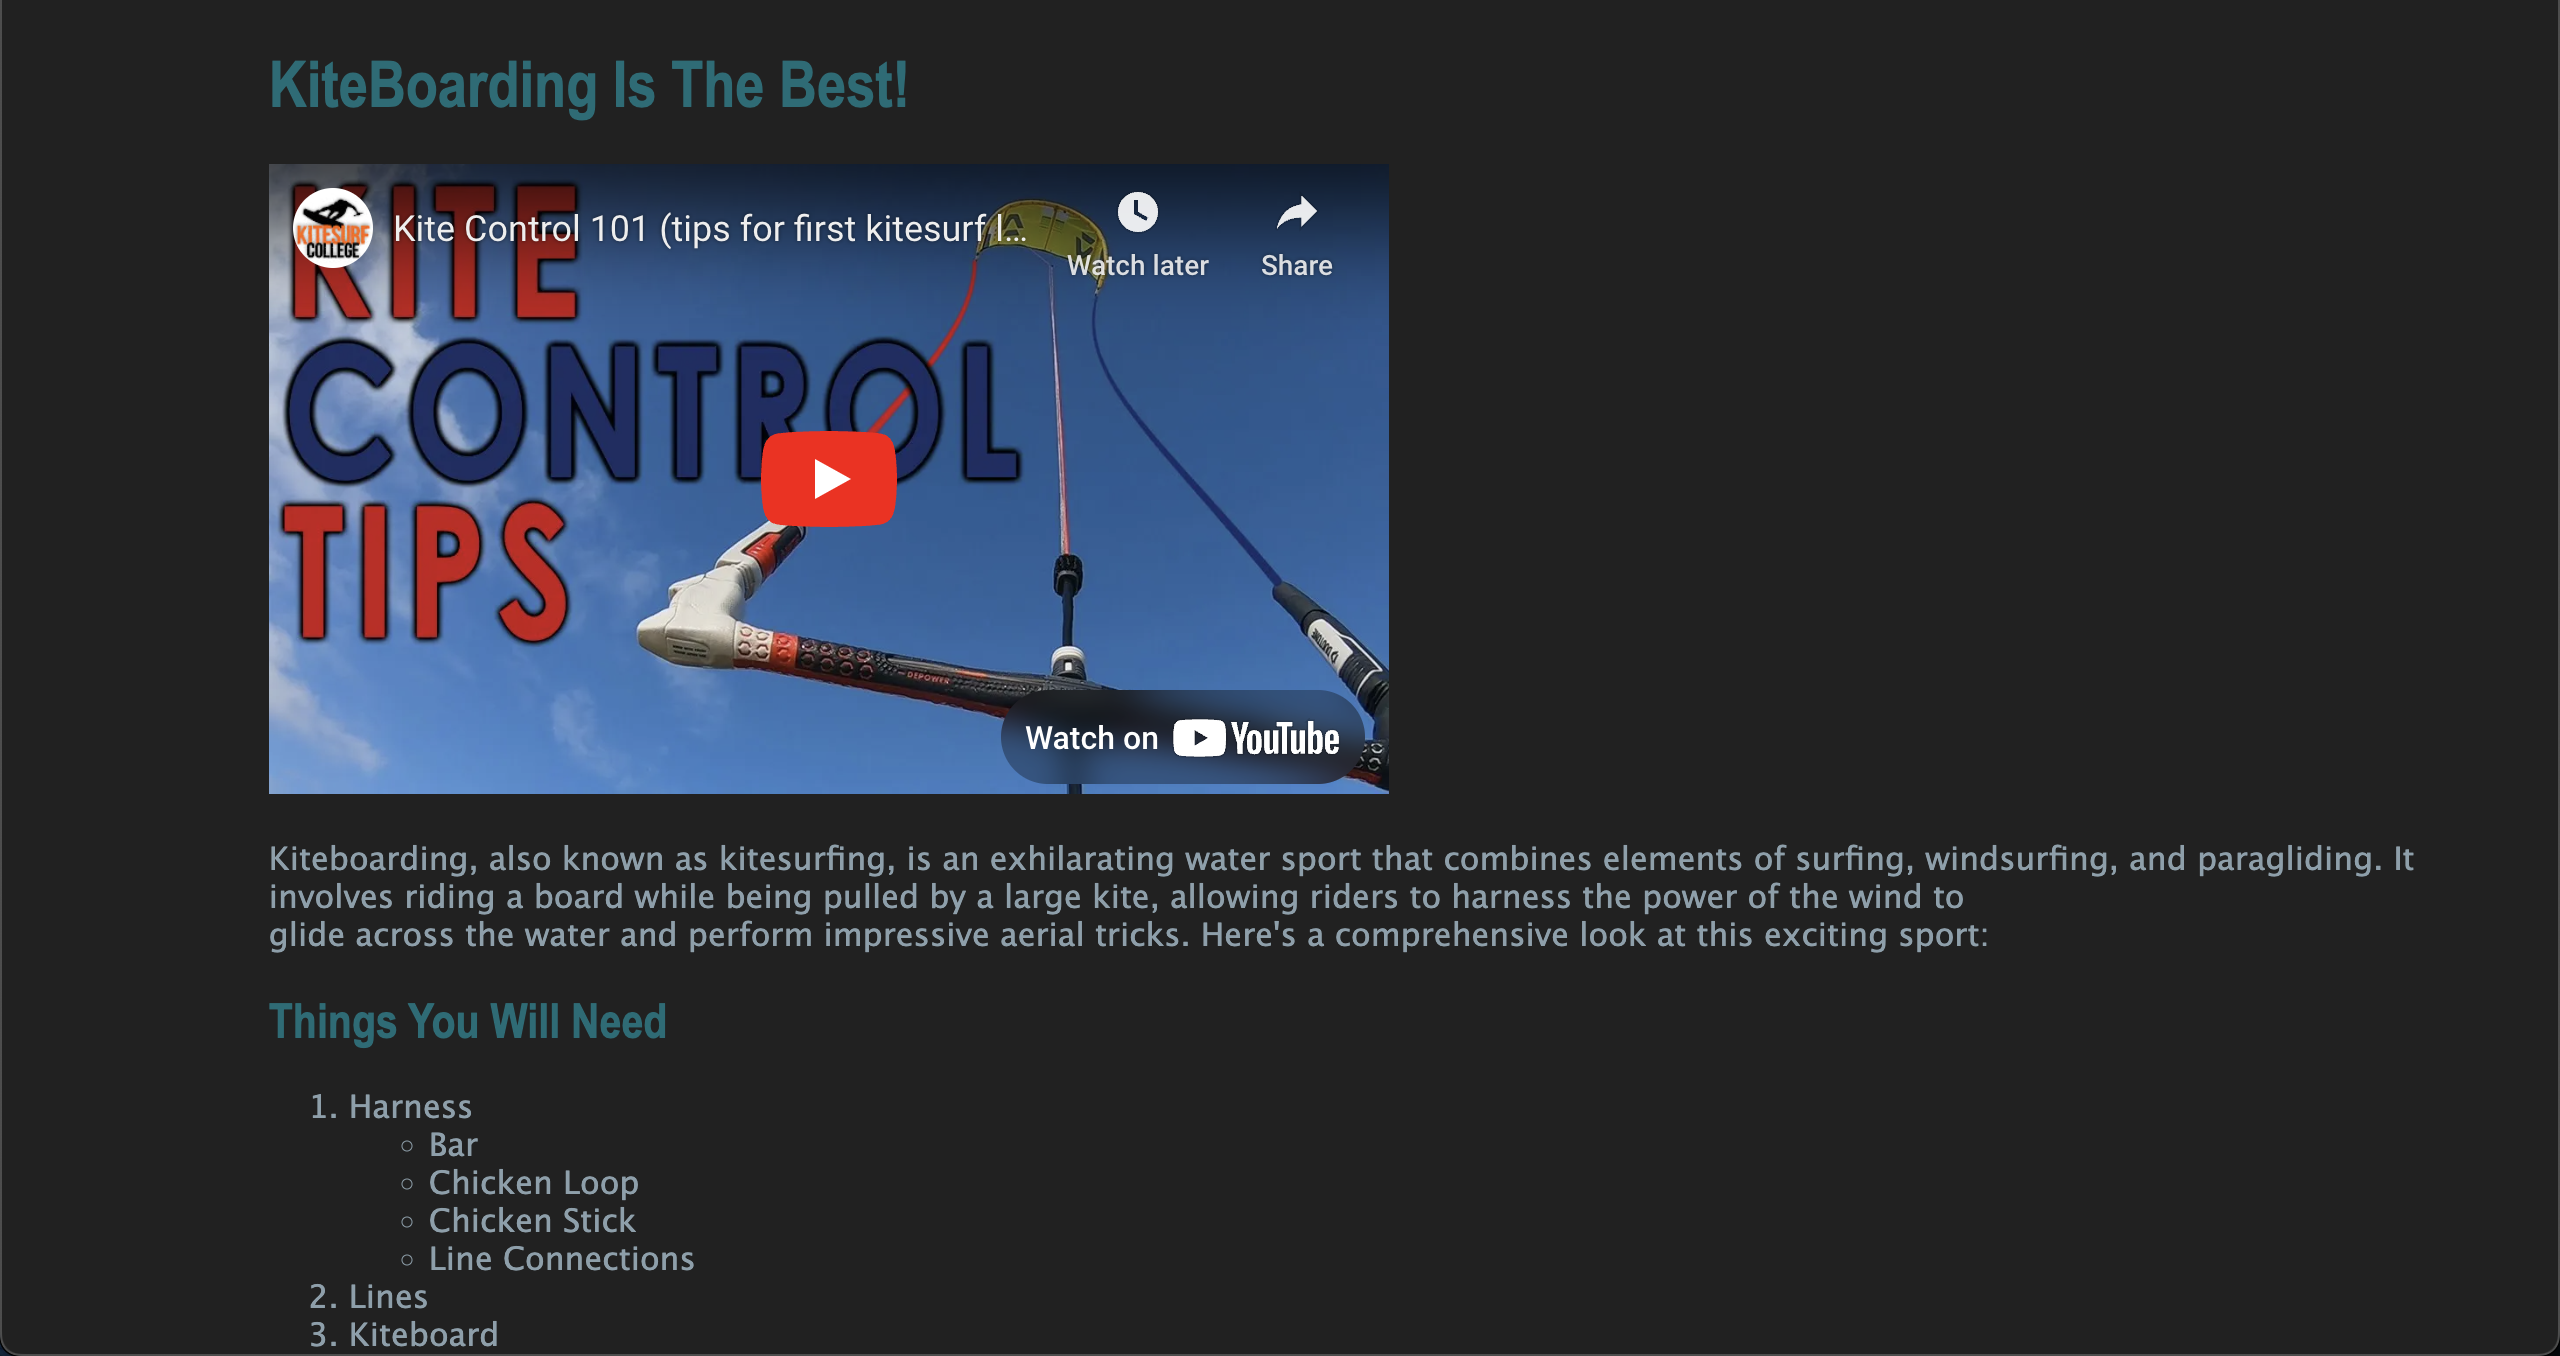 KiteBoarding Is The Best!
KITE
CONTROL
TIPS
KITESURF
COLLEGE
Kite Control 101 (tips for first kitesurf l...
Watch later
Share
DEPOWER
DUOTONE
Watch on YouTube
Kiteboarding, also known as kitesurfing, is an exhilarating water sport that combines elements of surfing, windsurfing, and paragliding. It
involves riding a board while being pulled by a large kite, allowing riders to harness the power of the wind to
glide across the water and perform impressive aerial tricks. Here's a comprehensive look at this exciting sport:
Things You Will Need
1. Harness
◦ Bar
◦ Chicken Loop
◦ Chicken Stick
◦ Line Connections
2. Lines
3. Kiteboard